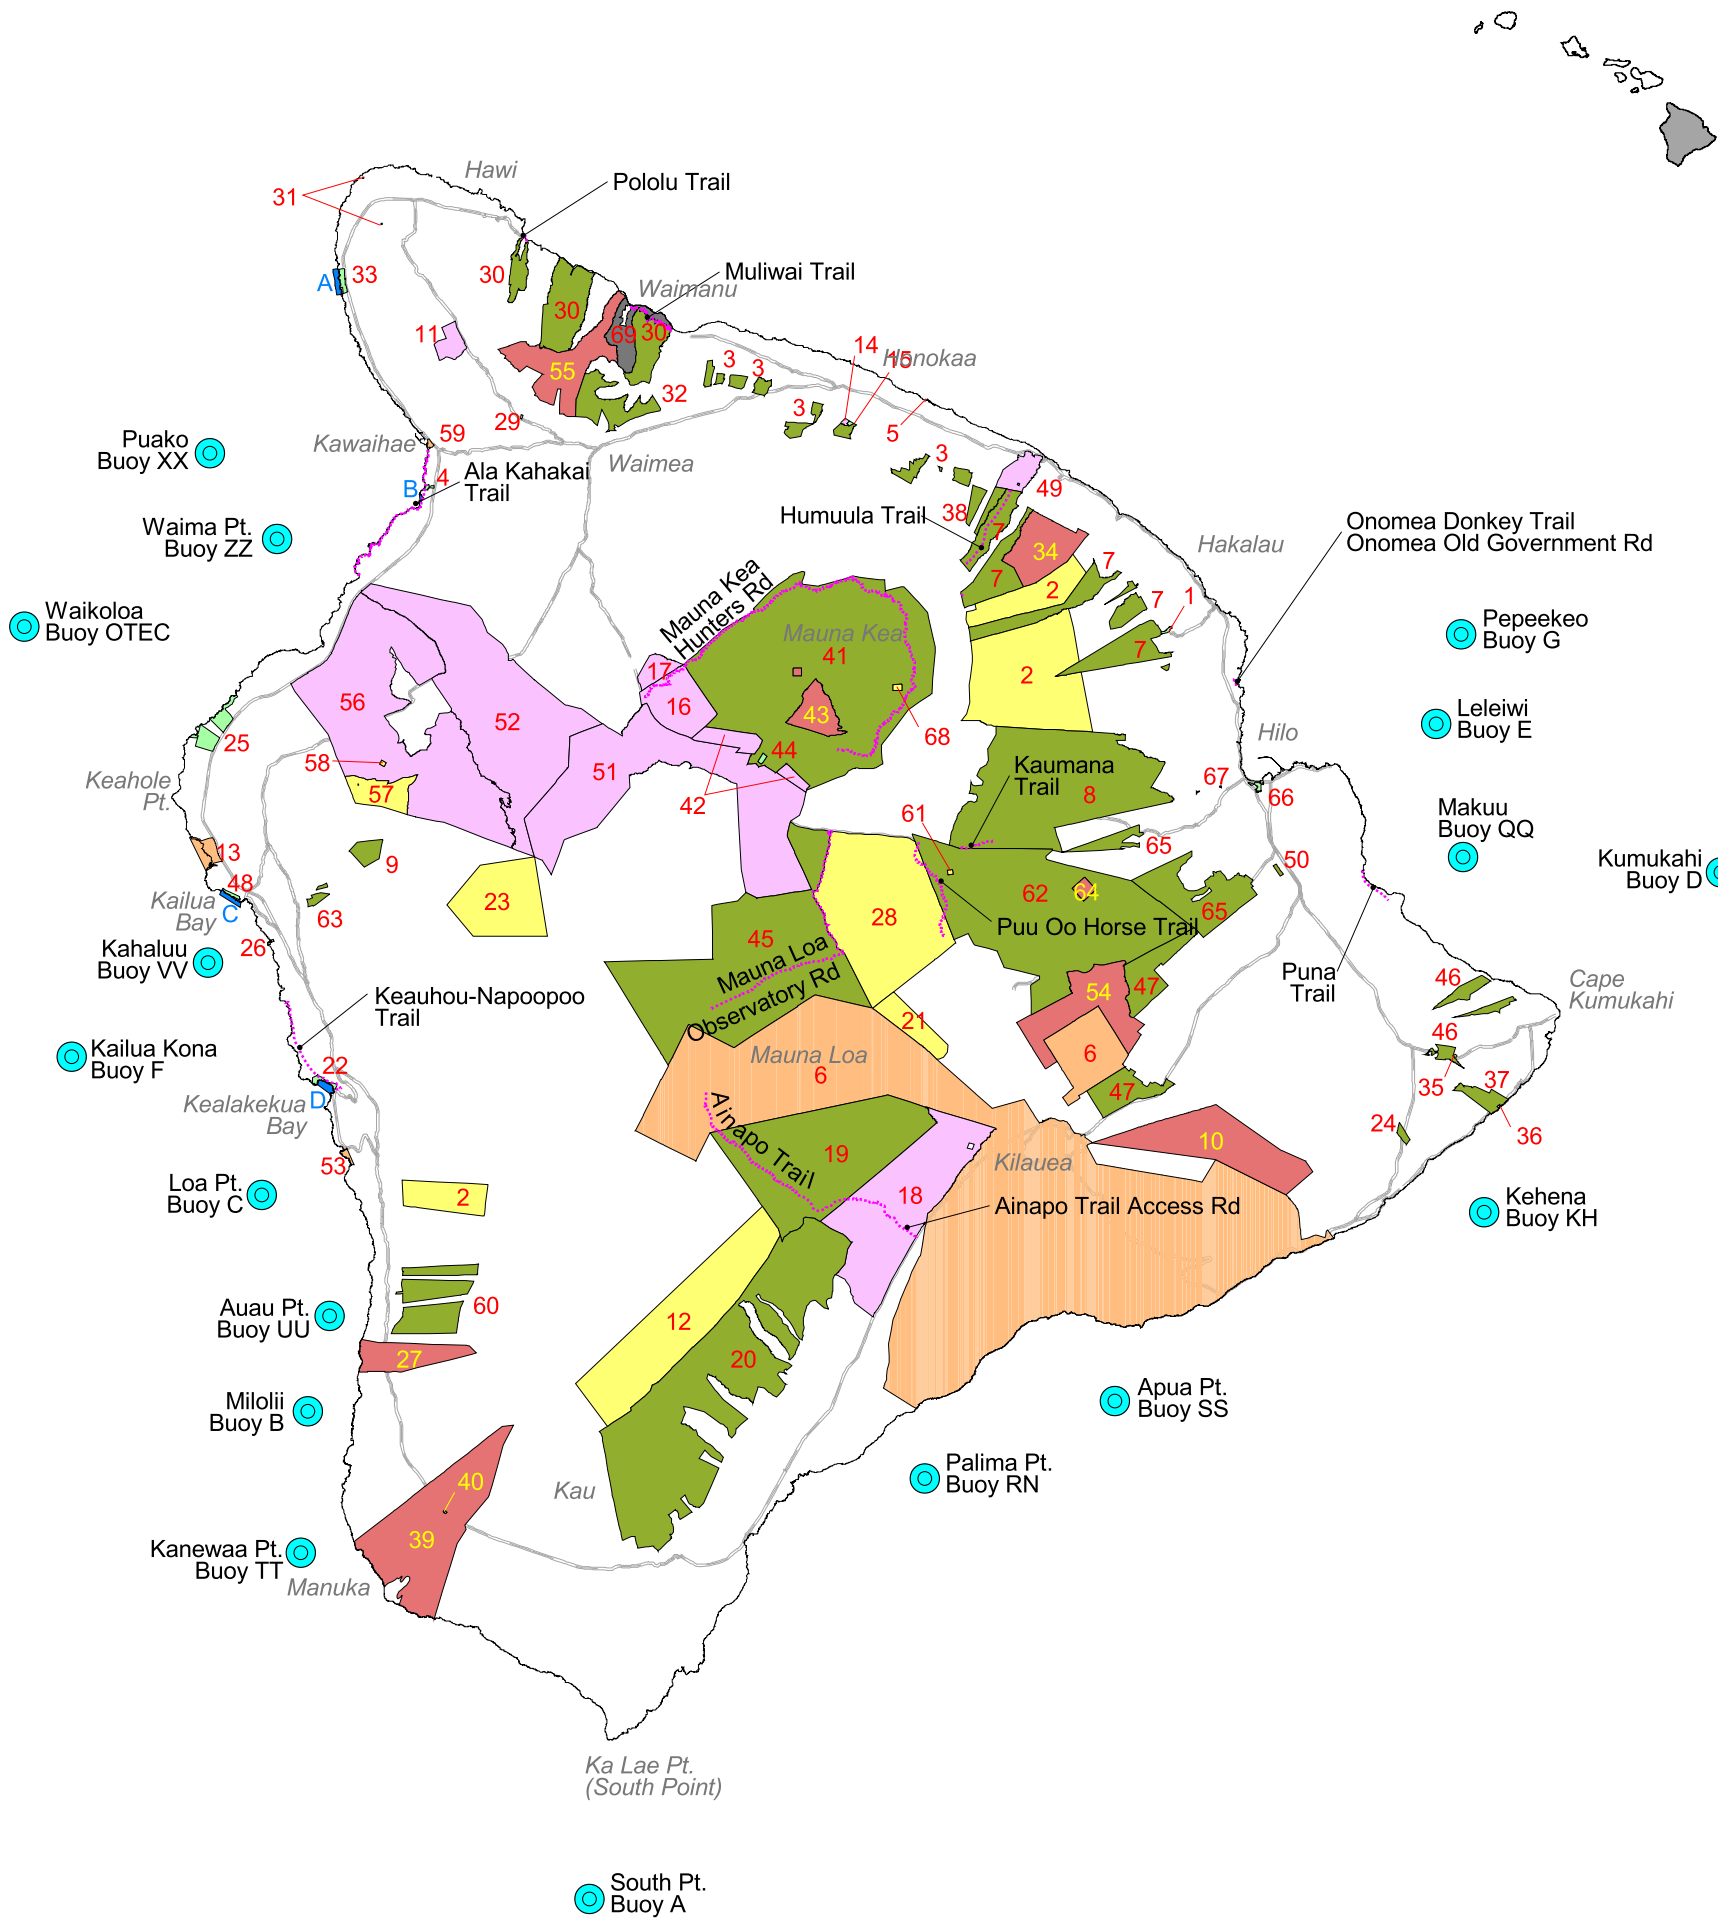 Hawi
Pololu Trail
31
A
33
30
30
Waimanu
Muliwai Trail
11
69
30
55
32
3
3
14
15
Honokaa
29
3
5
Puako
Buoy XX
Kawaihae
59
Waimea
3
B
4
Ala Kahakai
Trail
38
49
Waima Pt.
Buoy ZZ
Humuula Trail
7
34
Hakalau
Onomea Donkey Trail
Onomea Old Government Rd
7
7
2
7
1
Waikoloa
Buoy OTEC
Mauna Kea
Hunters Rd
Mauna Kea
41
7
Pepeekeo
Buoy G
17
2
56
16
52
43
68
Leleiwi
Buoy E
25
58
51
44
Hilo
Keahole
Pt.
57
42
Kaumana
Trail
8
67
66
Makuu
Buoy QQ
61
65
13
9
50
Kumukahi
Buoy D
48
62
64
Kailua
Bay
C
63
23
28
65
Puu Oo Horse Trail
26
Kahaluu
Buoy VV
45
Mauna Loa
Observatory Rd
Puna
Trail
46
Cape
Kumukahi
54
47
Keauhou-Napoopoo
Trail
21
46
Kailua Kona
Buoy F
Mauna Loa
6
6
22
35
37
D
47
Kealakekua
Bay
Ainapo Trail
24
36
10
19
Kilauea
53
Loa Pt.
Buoy C
2
18
Ainapo Trail Access Rd
Kehena
Buoy KH
Auau Pt.
Buoy UU
60
12
27
20
Milolii
Buoy B
Apua Pt.
Buoy SS
40
Kau
Palima Pt.
Buoy RN
39
Kanewaa Pt.
Buoy TT
Manuka
Ka Lae Pt.
(South Point)
South Pt.
Buoy A